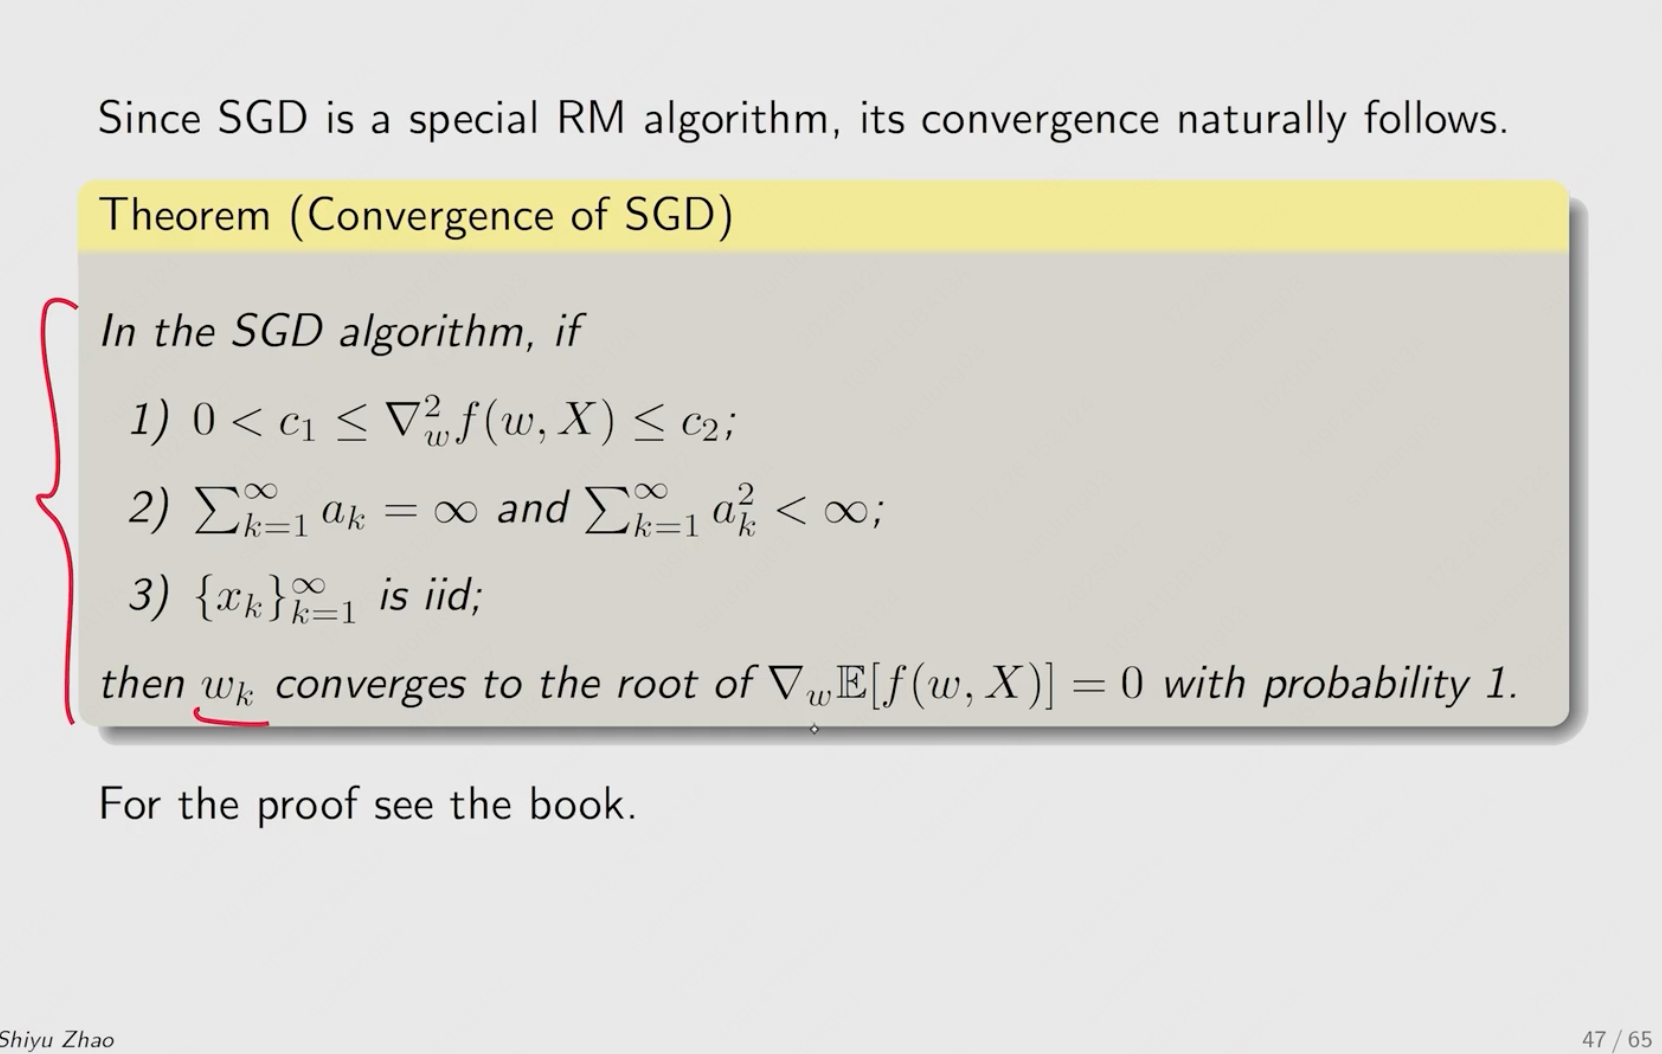 Since SGD is a special RM algorithm, its convergence naturally follows.
Theorem (Convergence of SGD)
In the SGD algorithm, if
1) $0 < c_1 \leq \nabla_w^2 f(w, X) \leq c_2$;
2) $\sum_{k=1}^{\infty} a_k = \infty$ and $\sum_{k=1}^{\infty} a_k^2 < \infty$;
3) $\{x_k\}_{k=1}^{\infty}$ is iid;
then $w_k$ converges to the root of $\nabla_w \mathbb{E}[f(w, X)] = 0$ with probability 1.
For the proof see the book.
Shiyu Zhao
47 / 65